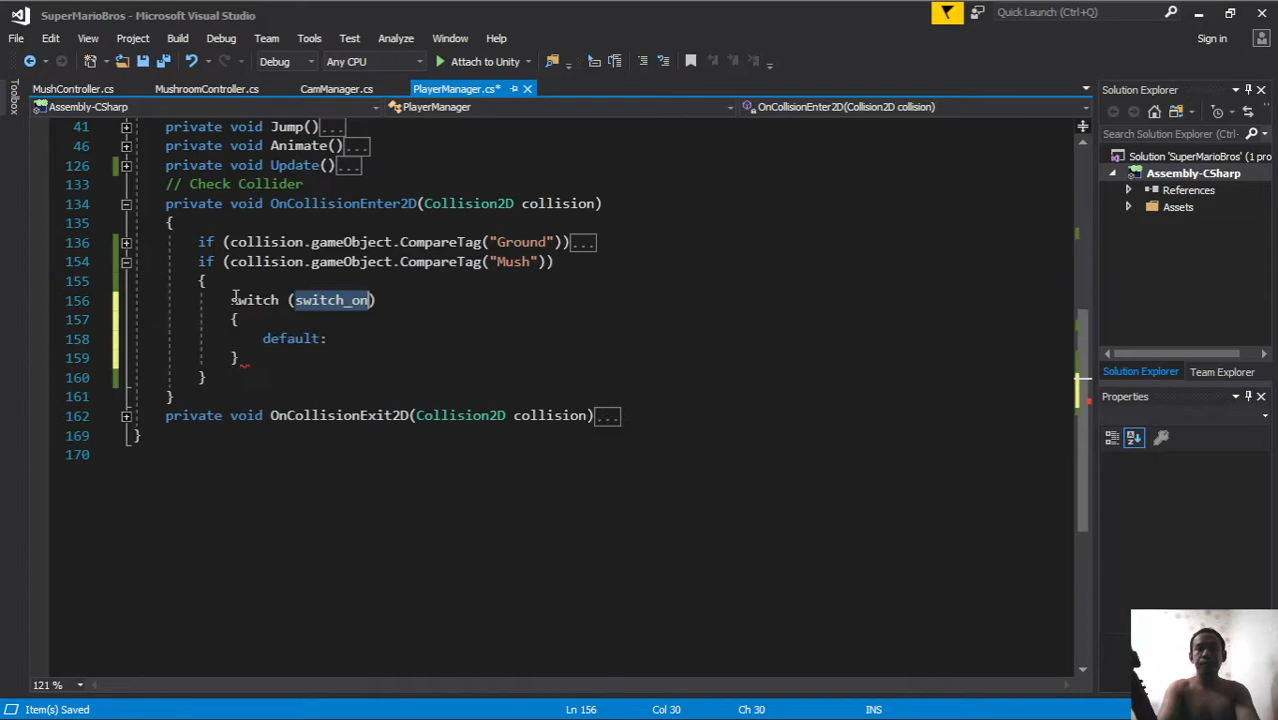 SuperMarioBros - Microsoft Visual Studio
Quick Launch (Ctrl+Q)
File Edit View Project Build Debug Team Tools Test Analyze Window Help
Sign in
Debug Any CPU Attach to Unity
Toolbox
MushController.cs MushroomController.cs CamManager.cs PlayerManager.cs*
Assembly-CSharp PlayerManager OnCollisionEnter2D(Collision2D collision)
41 private void Jump()...
46 private void Animate()...
126 private void Update()...
133 // Check Collider
134 private void OnCollisionEnter2D(Collision2D collision)
135 {
136 if (collision.gameObject.CompareTag("Ground"))...
154 if (collision.gameObject.CompareTag("Mush"))
155 {
156 switch (switch_on)
157 {
158 default:
159 }
160 }
161 }
162 private void OnCollisionExit2D(Collision2D collision)...
169 }
170
121 %
Solution Explorer
Search Solution Explorer (Ctrl+;)
Solution 'SuperMarioBros' (1 pro
Assembly-CSharp
References
Assets
Solution Explorer Team Explorer
Properties
Item(s) Saved Ln 156 Col 30 Ch 30 INS